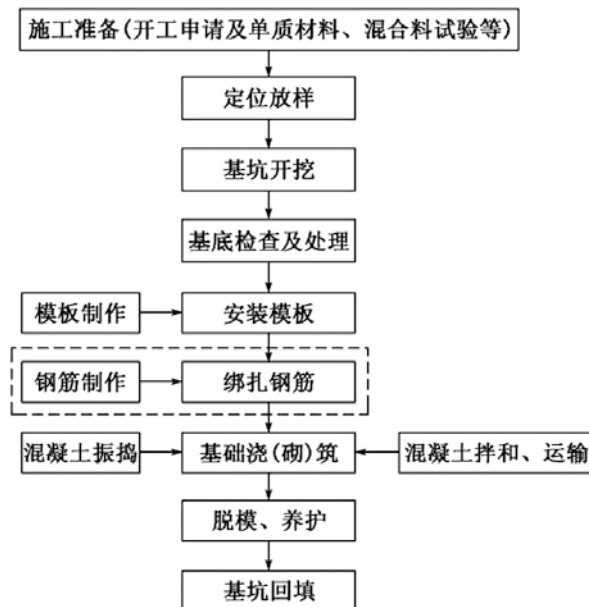 施工准备(开工申请及单质材料、混合料试验等)
定位放样
基坑开挖
基底检查及处理
模板制作
安装模板
钢筋制作
绑扎钢筋
混凝土振捣
基础浇(砌)筑
混凝土拌和、运输
脱模、养护
基坑回填